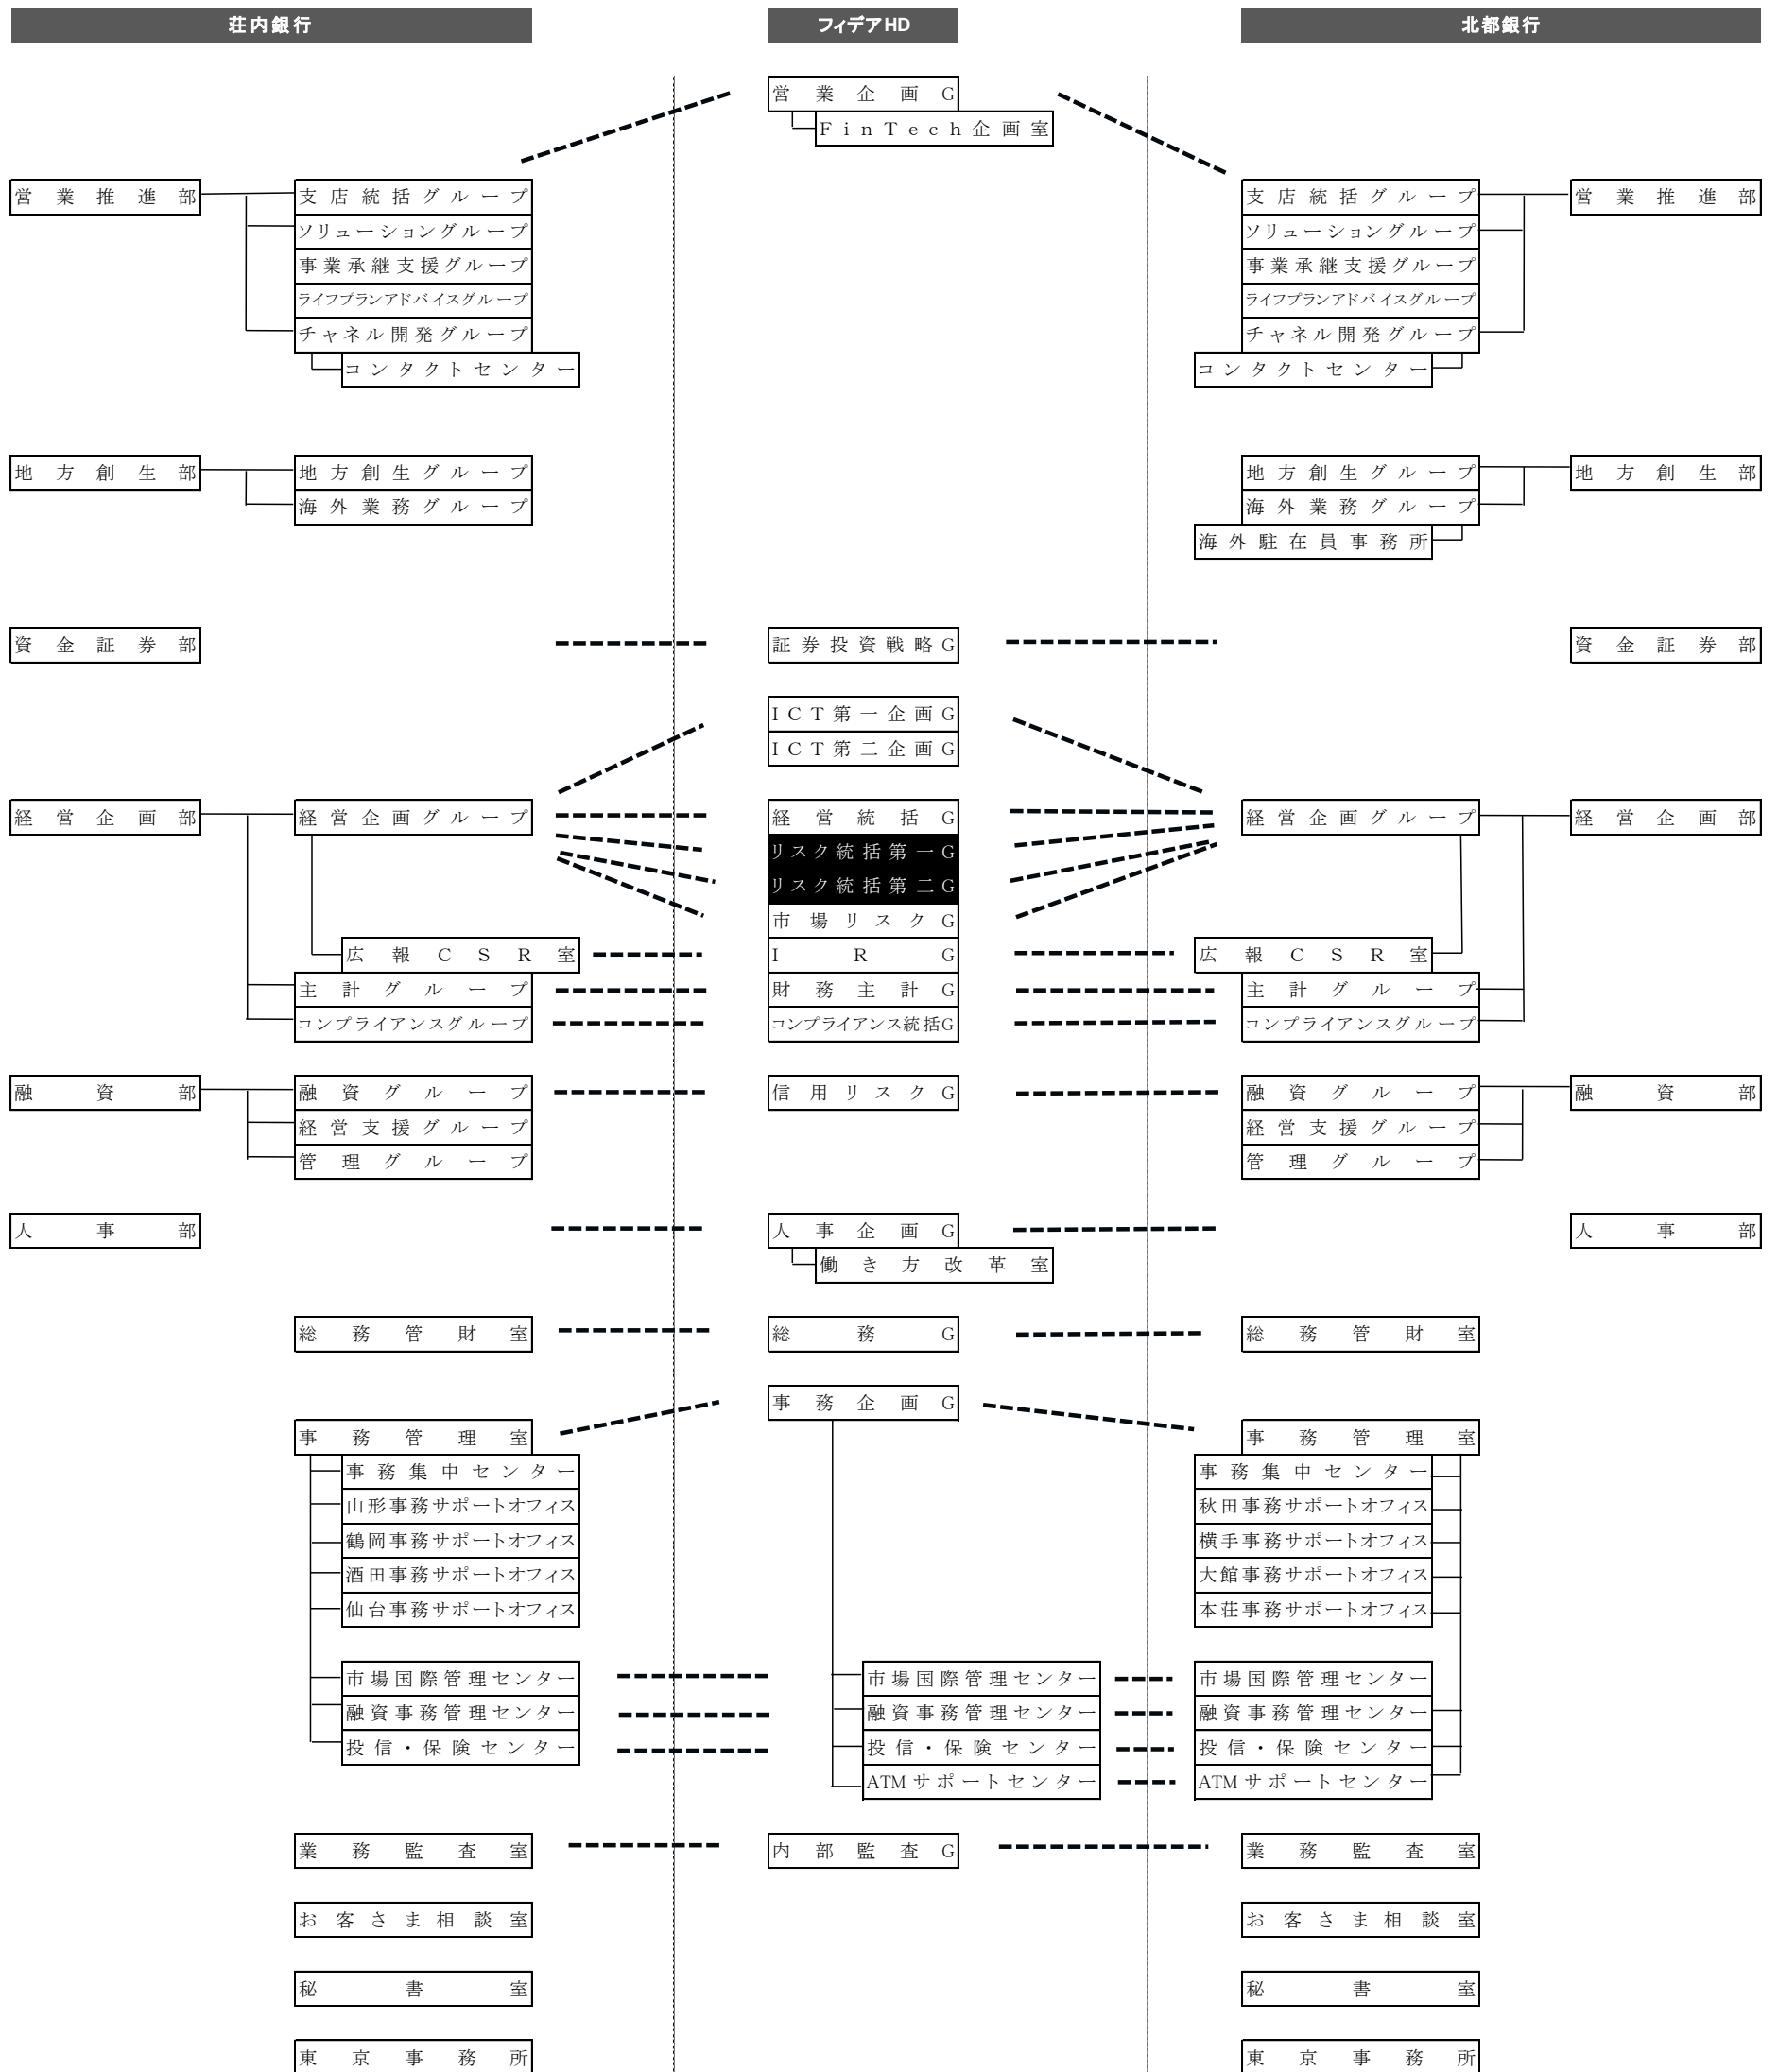 荘内銀行 フィデアHD 北都銀行
営業企画G
FinTech企画室
営業推進部 支店統括グループ 支店統括グループ 営業推進部
ソリューショングループ ソリューショングループ
事業承継支援グループ 事業承継支援グループ
ライフプランアドバイスグループ ライフプランアドバイスグループ
チャネル開発グループ チャネル開発グループ
コンタクトセンター コンタクトセンター
地方創生部 地方創生グループ 地方創生グループ 地方創生部
海外業務グループ 海外業務グループ
海外駐在員事務所
資金証券部 証券投資戦略G 資金証券部
ICT第一企画G
ICT第二企画G
経営企画部 経営企画グループ 経営統括G 経営企画グループ 経営企画部
リスク統括第一G
リスク統括第二G
市場リスクG
広報CSR室 IRG 広報CSR室
主計グループ 財務主計G 主計グループ
コンプライアンスグループ コンプライアンス統括G コンプライアンスグループ
融資部 融資グループ 信用リスクG 融資グループ 融資部
経営支援グループ 経営支援グループ
管理グループ 管理グループ
人事部 人事企画G 人事部
働き方改革室
総務管財室 総務G 総務管財室
事務企画G
事務管理室 事務管理室
事務集中センター 事務集中センター
山形事務サポートオフィス 秋田事務サポートオフィス
鶴岡事務サポートオフィス 横手事務サポートオフィス
酒田事務サポートオフィス 大館事務サポートオフィス
仙台事務サポートオフィス 本荘事務サポートオフィス
市場国際管理センター 市場国際管理センター 市場国際管理センター
融資事務管理センター 融資事務管理センター 融資事務管理センター
投信・保険センター 投信・保険センター 投信・保険センター
ATMサポートセンター ATMサポートセンター
業務監査室 内部監査G 業務監査室
お客さま相談室 お客さま相談室
秘書室 秘書室
東京事務所 東京事務所